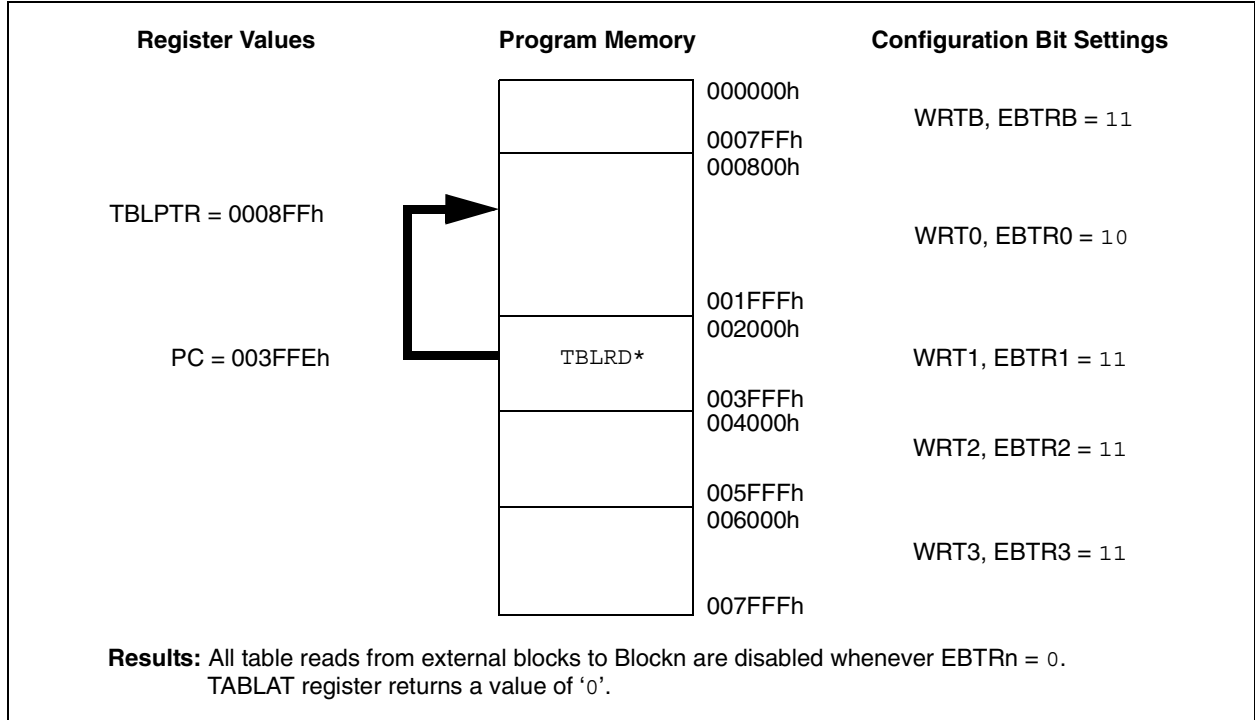 Register Values
Program Memory
Configuration Bit Settings
000000h
WRTB, EBTRB = 11
0007FFh
000800h
TBLPTR = 0008FFh
WRT0, EBTR0 = 10
001FFFh
002000h
PC = 003FFEh
TBLRD*
WRT1, EBTR1 = 11
003FFFh
004000h
WRT2, EBTR2 = 11
005FFFh
006000h
WRT3, EBTR3 = 11
007FFFh
Results: All table reads from external blocks to Blockn are disabled whenever EBTRn = 0.
TABLAT register returns a value of ‘0’.